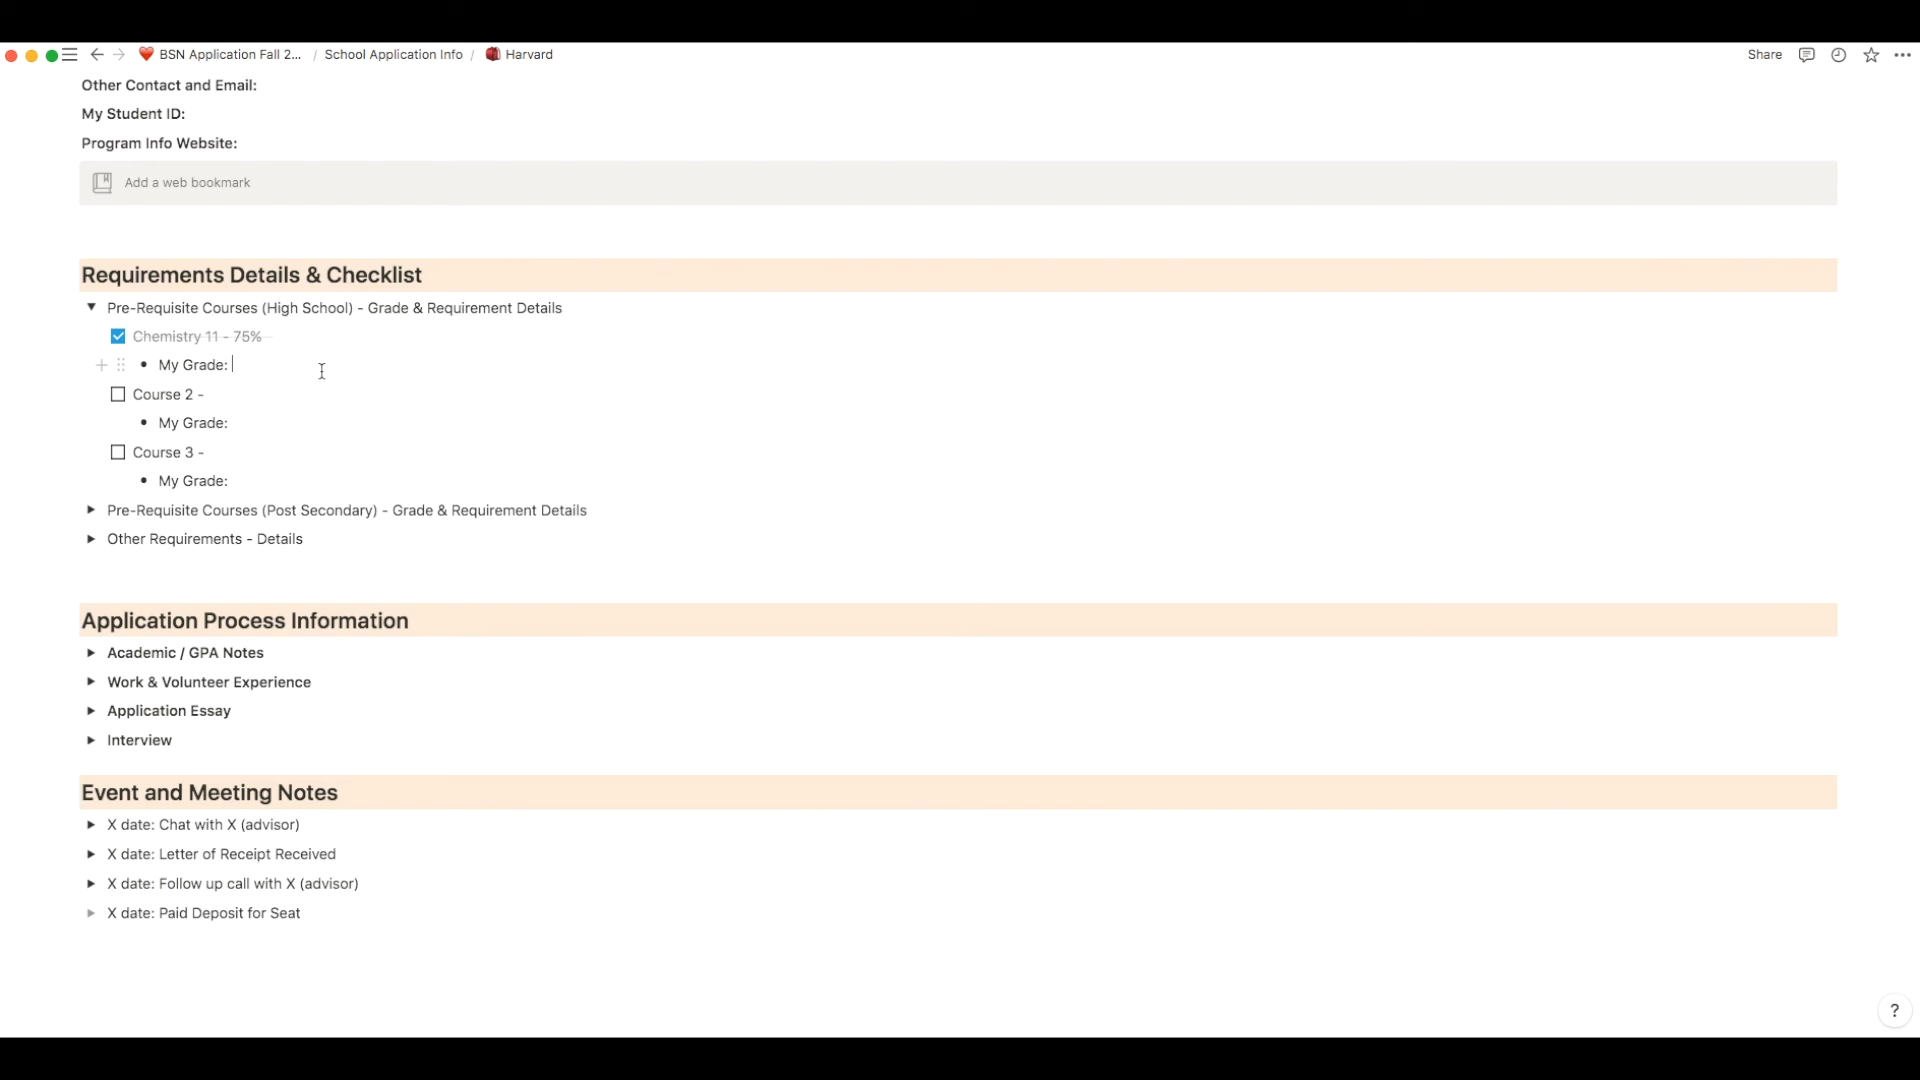 BSN Application Fall 2... / School Application Info / Harvard
Share
Other Contact and Email:
My Student ID:
Program Info Website:
Add a web bookmark
Requirements Details & Checklist
Pre-Requisite Courses (High School) - Grade & Requirement Details
Chemistry 11 - 75%
My Grade:
Course 2 -
My Grade:
Course 3 -
My Grade:
Pre-Requisite Courses (Post Secondary) - Grade & Requirement Details
Other Requirements - Details
Application Process Information
Academic / GPA Notes
Work & Volunteer Experience
Application Essay
Interview
Event and Meeting Notes
X date: Chat with X (advisor)
X date: Letter of Receipt Received
X date: Follow up call with X (advisor)
X date: Paid Deposit for Seat
?